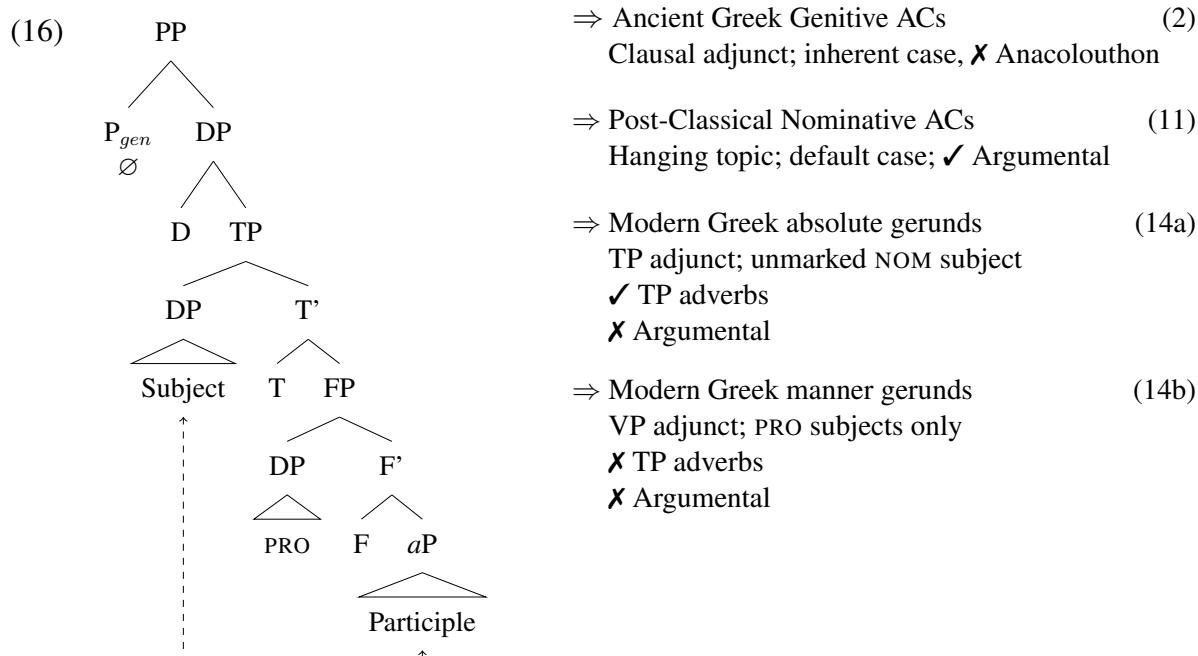 (16)
PP
P_gen DP
∅
D TP
DP T’
Subject T FP
DP F’
PRO F aP
Participle
⇒ Ancient Greek Genitive ACs (2)
Clausal adjunct; inherent case, ✗ Anacolouthon
⇒ Post-Classical Nominative ACs (11)
Hanging topic; default case; ✓ Argumental
⇒ Modern Greek absolute gerunds (14a)
TP adjunct; unmarked NOM subject
✓ TP adverbs
✗ Argumental
⇒ Modern Greek manner gerunds (14b)
VP adjunct; PRO subjects only
✗ TP adverbs
✗ Argumental